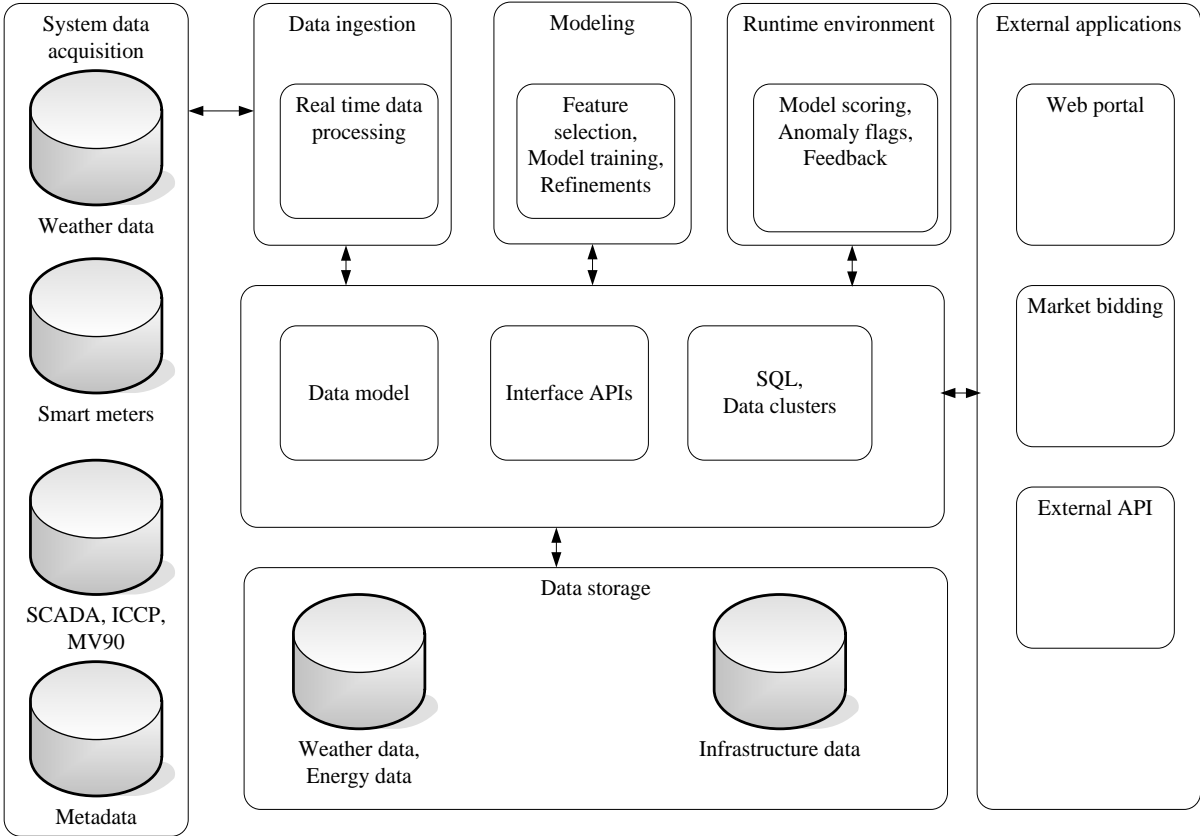 System data
acquisition
Weather data
Smart meters
SCADA, ICCP,
MV90
Metadata
Data ingestion
Real time data
processing
Modeling
Feature
selection,
Model training,
Refinements
Runtime environment
Model scoring,
Anomaly flags,
Feedback
Data model
Interface APIs
SQL,
Data clusters
Data storage
Weather data,
Energy data
Infrastructure data
External applications
Web portal
Market bidding
External API